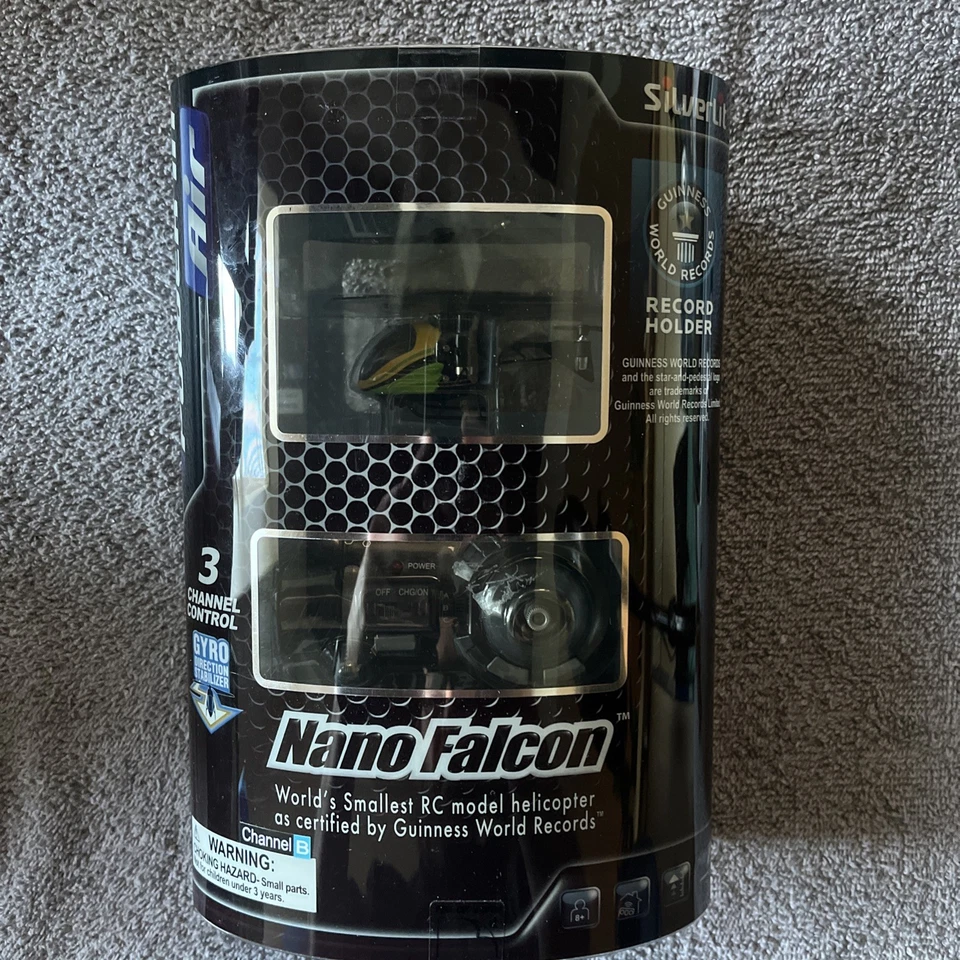 Air
GUINNESS
WORLD RECORDS
RECORD
HOLDER
GUINNESS WORLD RECORDS
and the star-and-pedestal logo
are trademarks of
Guinness World Records
All rights reserved.
POWER
OFF CHG/ON
B
3
CHANNEL
CONTROL
GYRO
DIRECTION
STABILIZER
Nano Falcon™
World's Smallest RC model helicopter
as certified by Guinness World Records™
Channel B
WARNING:
CHOKING HAZARD-Small parts.
Not for children under 3 years.
8+